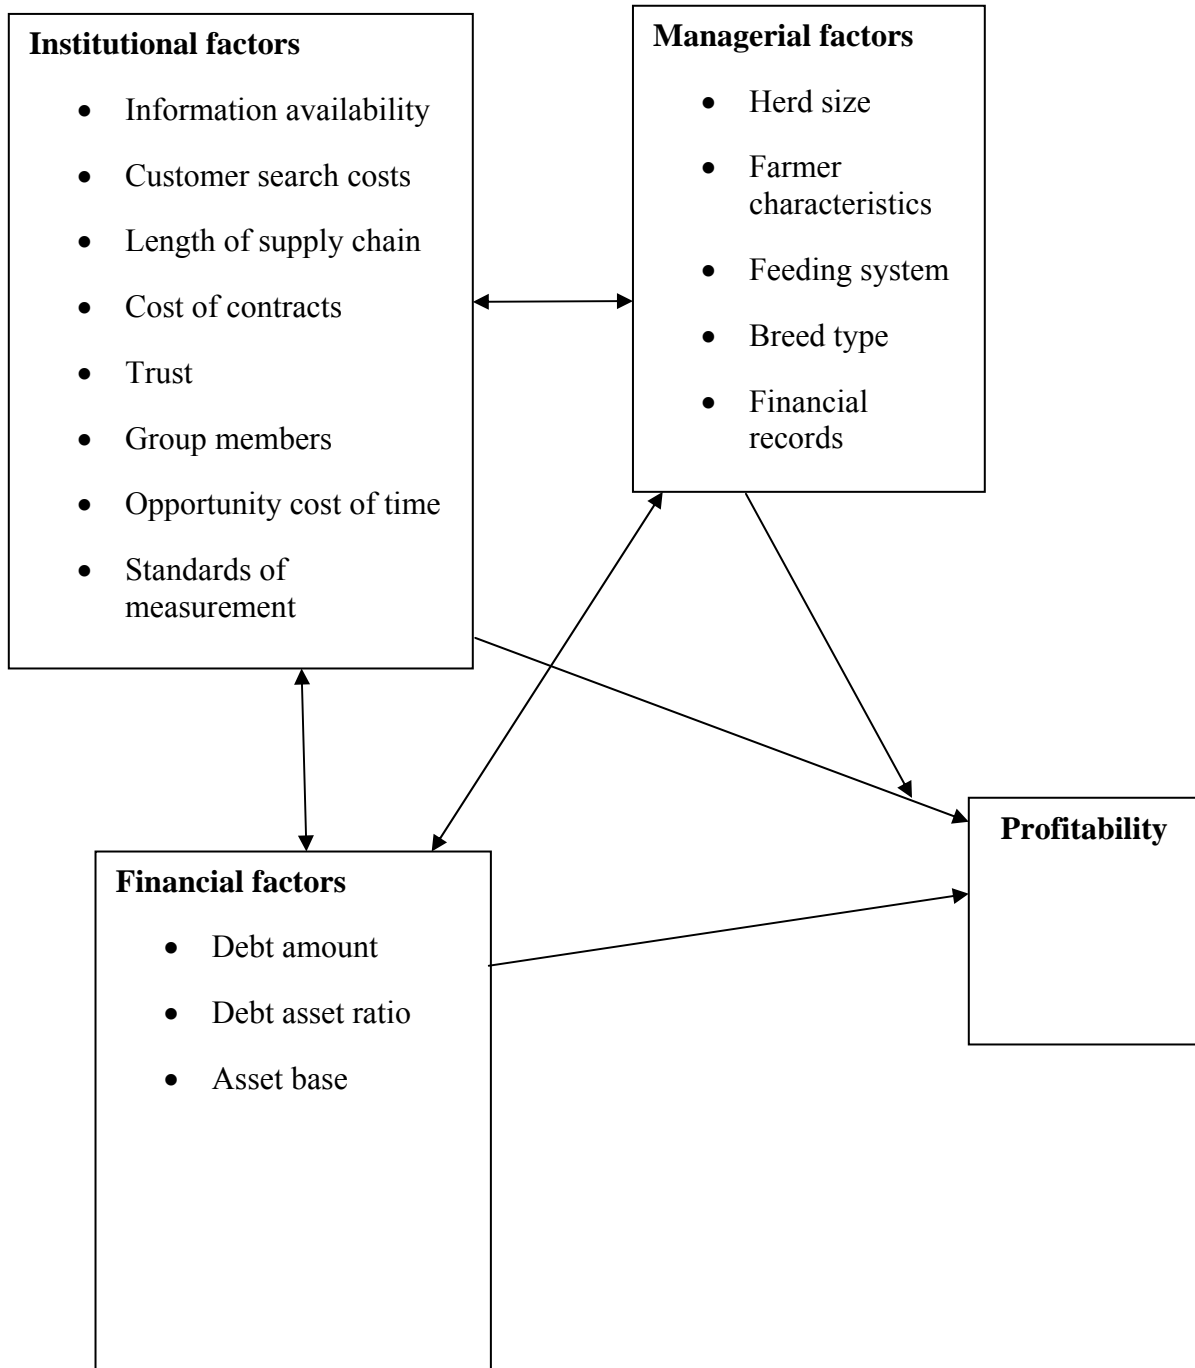 Institutional factors
• Information availability
• Customer search costs
• Length of supply chain
• Cost of contracts
• Trust
• Group members
• Opportunity cost of time
• Standards of
measurement
Managerial factors
• Herd size
• Farmer
characteristics
• Feeding system
• Breed type
• Financial
records
Financial factors
• Debt amount
• Debt asset ratio
• Asset base
Profitability